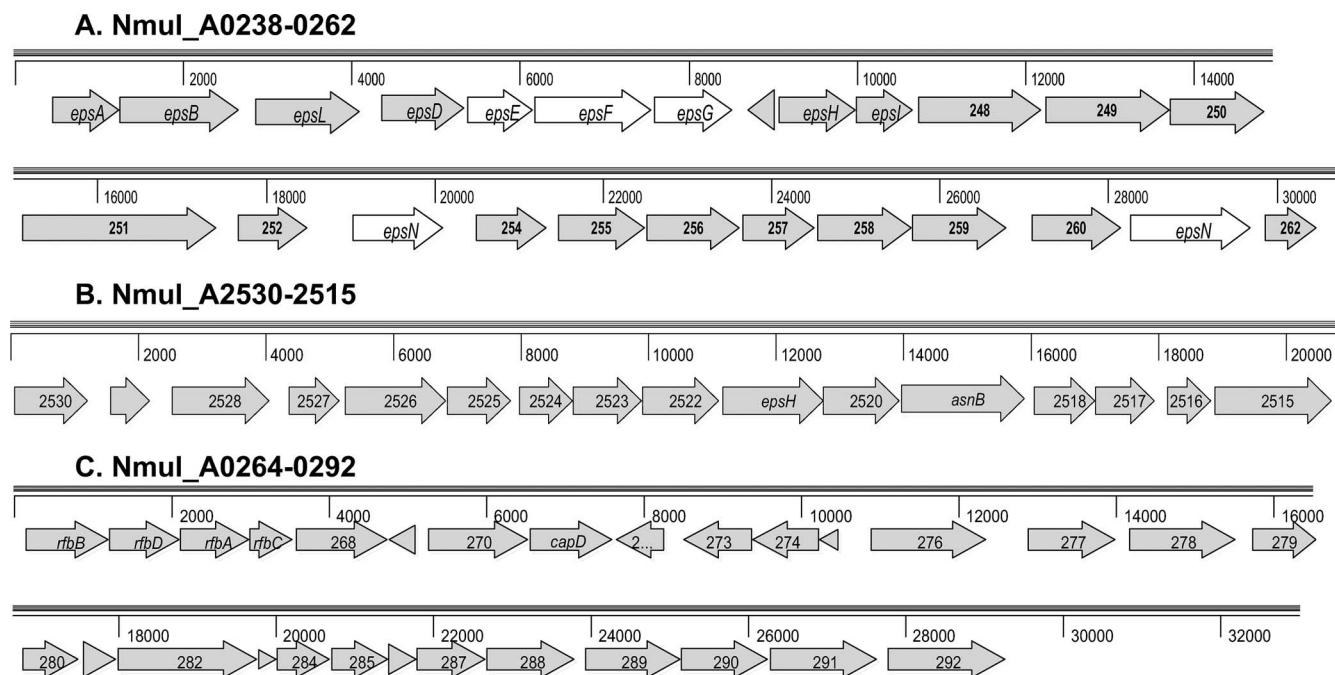 A. Nmul_A0238-0262
2000 4000 6000 8000 10000 12000 14000
epsA epsB epsL epsD epsE epsF epsG epsH epsI 248 249 250
16000 18000 20000 22000 24000 26000 28000 30000
251 252 epsN 254 255 256 257 258 259 260 epsN 262
B. Nmul_A2530-2515
2000 4000 6000 8000 10000 12000 14000 16000 18000 20000
2530 2528 2527 2526 2525 2524 2523 2522 epsH 2520 asnB 2518 2517 2516 2515
C. Nmul_A0264-0292
2000 4000 6000 8000 10000 12000 14000 16000
rfbB rfbD rfbA rfbC 268 270 capD 2... 273 274 276 277 278 279
18000 20000 22000 24000 26000 28000 30000 32000
280 282 284 285 287 288 289 290 291 292